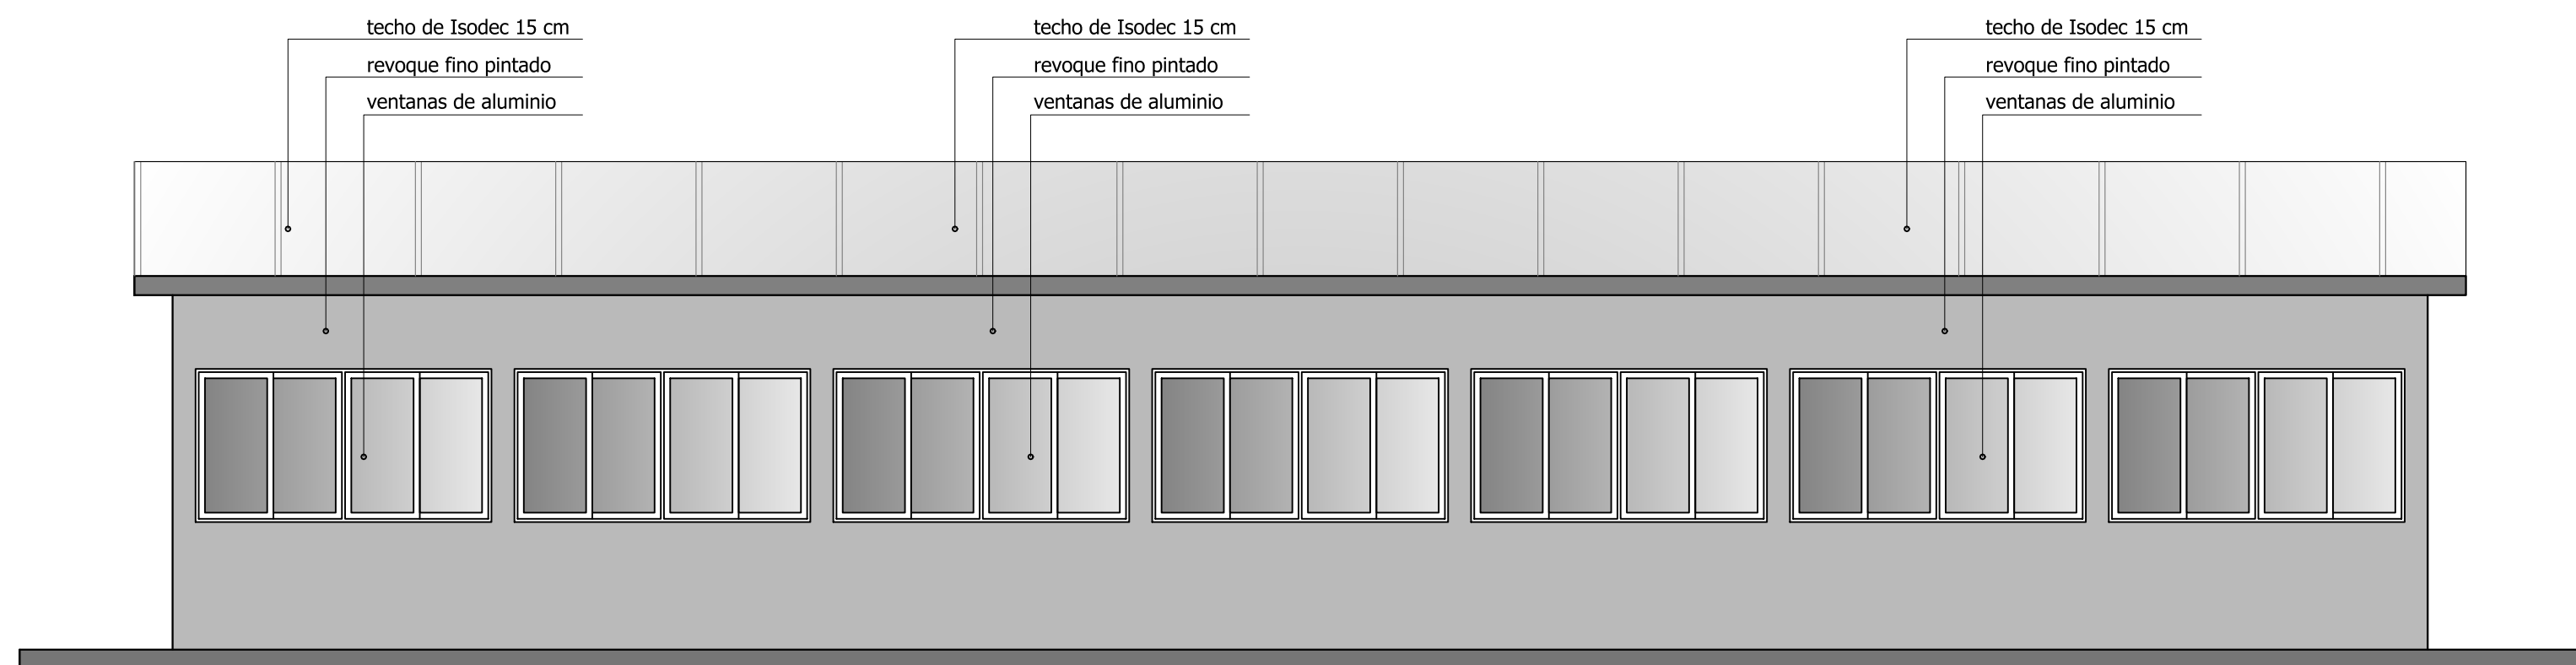 techo de Isodec 15 cm
revoque fino pintado
ventanas de aluminio
techo de Isodec 15 cm
revoque fino pintado
ventanas de aluminio
techo de Isodec 15 cm
revoque fino pintado
ventanas de aluminio